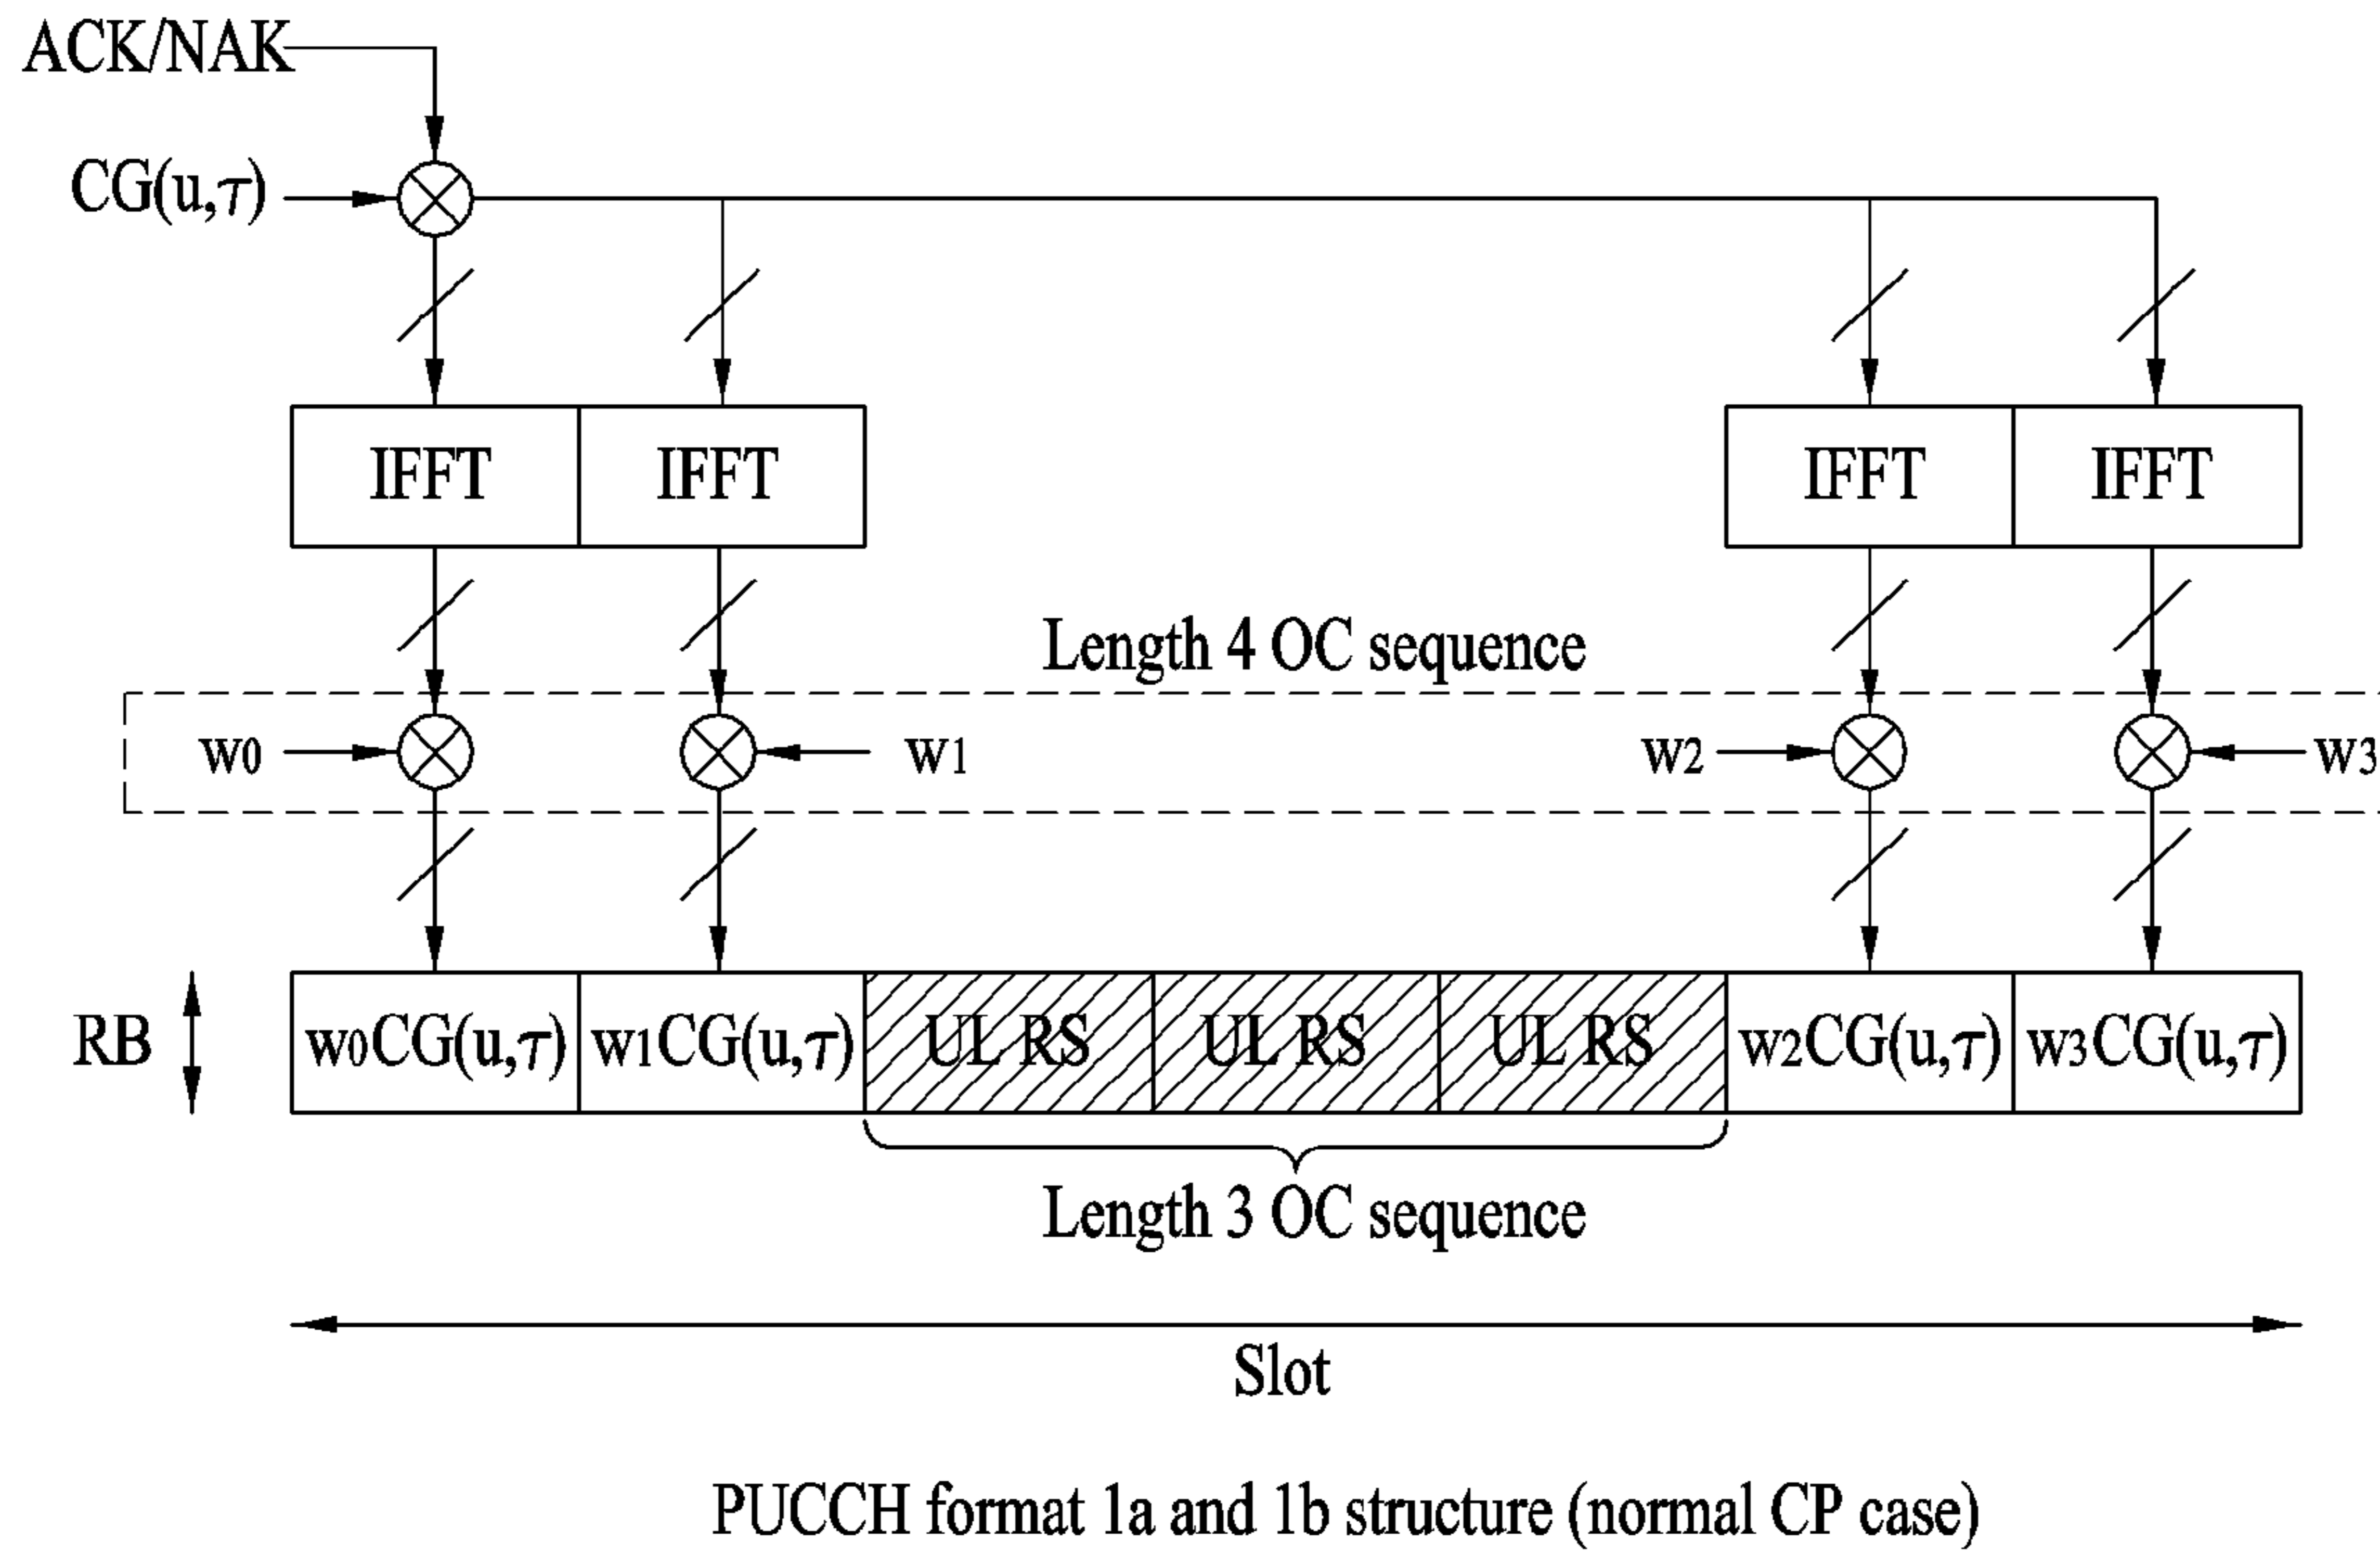 ACK/NAK
CG(u,τ)
IFFT IFFT IFFT IFFT
Length 4 OC sequence
w0 w1 w2 w3
RB w0CG(u,τ) w1CG(u,τ) UL RS UL RS UL RS w2CG(u,τ) w3CG(u,τ)
Length 3 OC sequence
Slot
PUCCH format 1a and 1b structure (normal CP case)